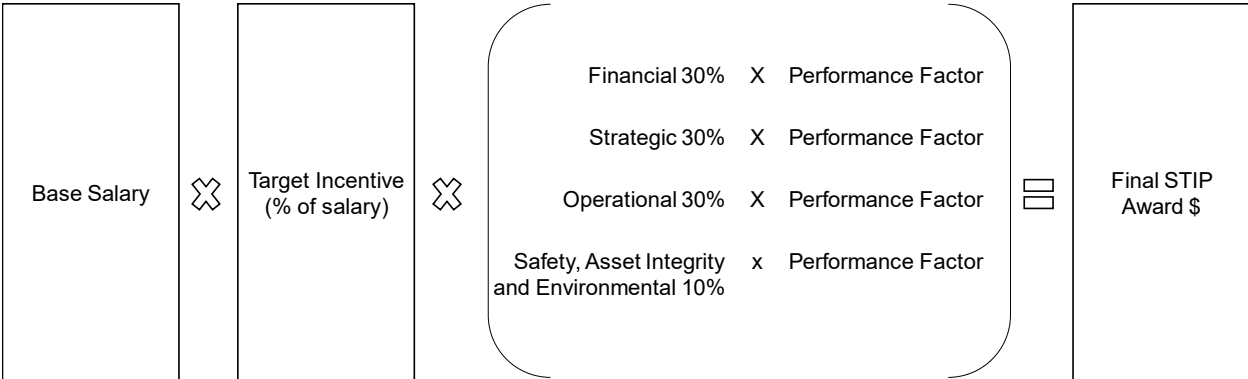 Financial 30% X Performance Factor
Strategic 30% X Performance Factor
Base Salary
Target Incentive
(% of salary)
Operational 30% X Performance Factor
Final STIP
Award $
Safety, Asset Integrity x Performance Factor
and Environmental 10%